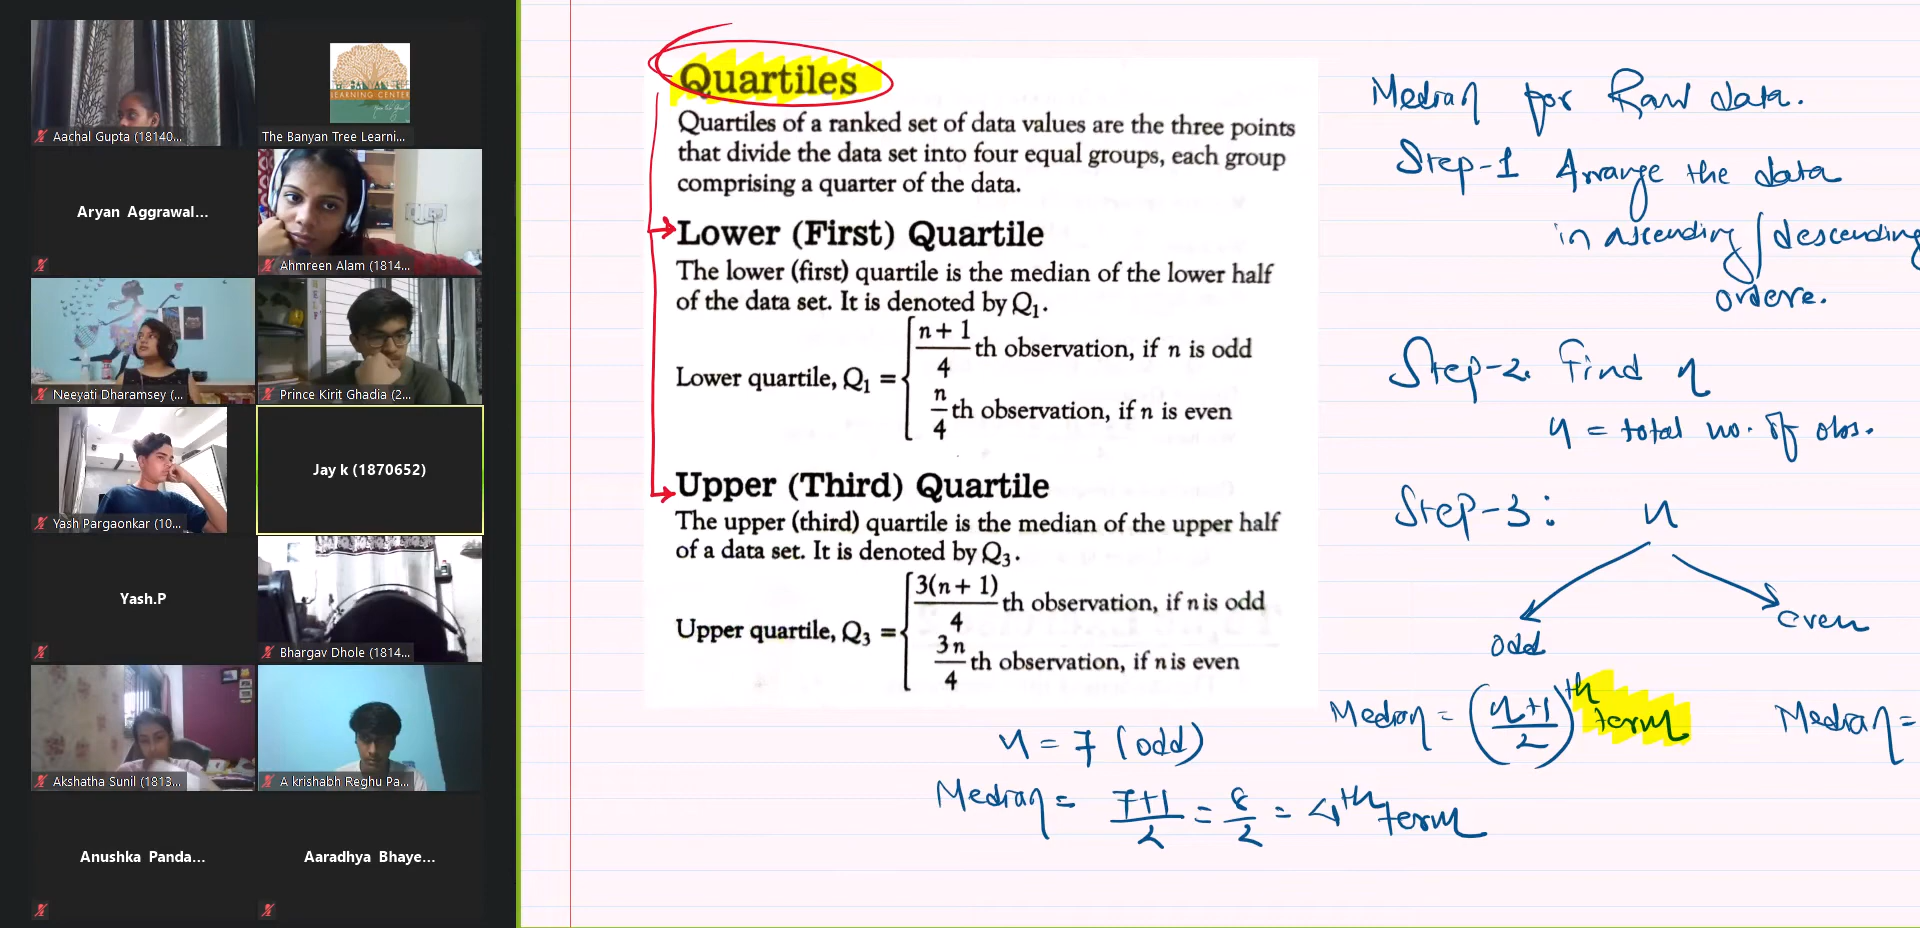 Aachal Gupta (18140...
LEARNING CENTER
The Banyan Tree Learni...
Aryan Aggrawal...
Ahmreen Alam (1814...
Neeyati Dharamsey (...
Prince Kirit Ghadia (2...
Yash Pargaonkar (10...
Jay k (1870652)
Yash.P
Bhargav Dhole (1814...
Akshatha Sunil (1813...
A krishabh Reghu Pa...
Anushka Panda...
Aaradhya Bhaye...
Quartiles
Quartiles of a ranked set of data values are the three points
that divide the data set into four equal groups, each group
comprising a quarter of the data.
Lower (First) Quartile
The lower (first) quartile is the median of the lower half
of the data set. It is denoted by Q₁.
Lower quartile, Q₁ = { (n + 1)/4 th observation, if n is odd
n/4 th observation, if n is even
Upper (Third) Quartile
The upper (third) quartile is the median of the upper half
of a data set. It is denoted by Q₃.
Upper quartile, Q₃ = { 3(n + 1)/4 th observation, if n is odd
3n/4 th observation, if n is even
n = 7 (odd)
Median = (7+1)/2 = 8/2 = 4th term
Median for Raw data.
Step-1 Arrange the data
in ascending / descending
ordere.
Step-2. Find n
n = total no. of obs.
Step-3: n
odd
even
Median = (n+1/2)th term
Median =